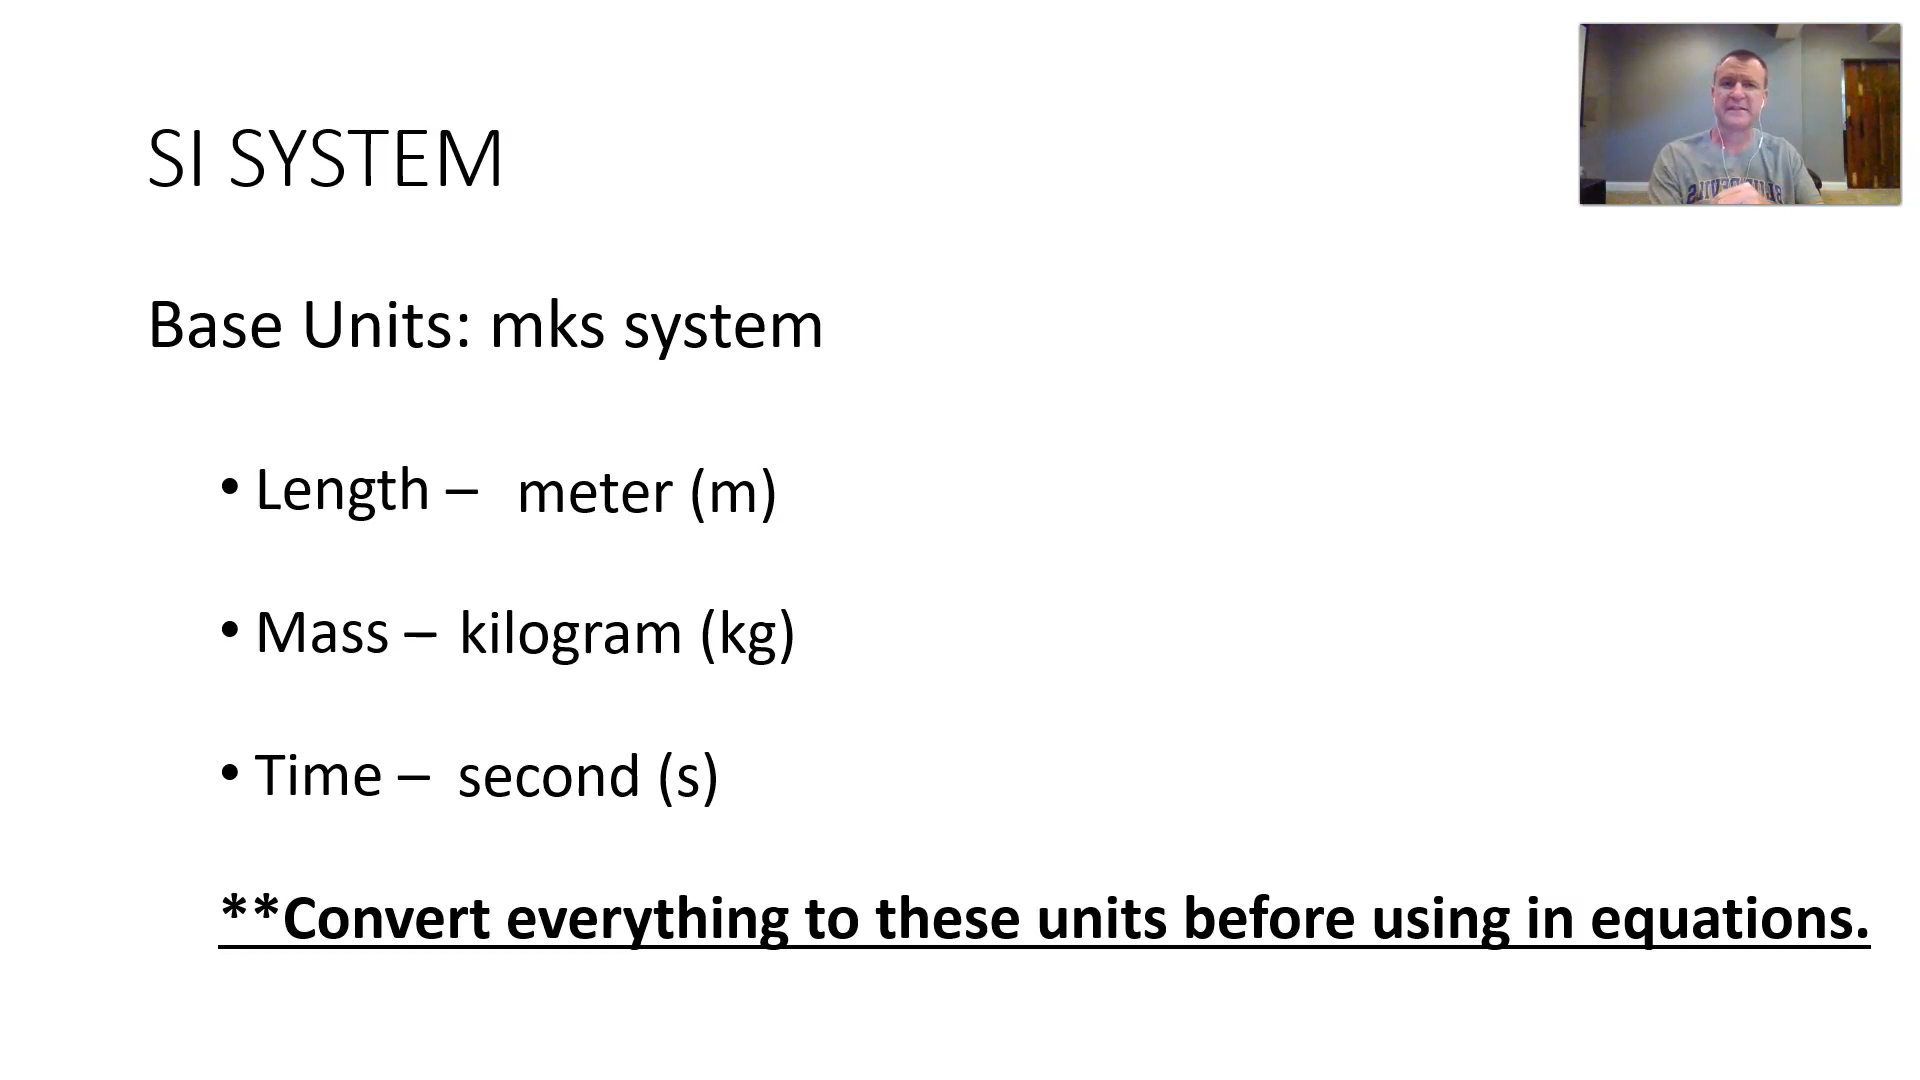 SI SYSTEM
Base Units: mks system
• Length – meter (m)
• Mass – kilogram (kg)
• Time – second (s)
**Convert everything to these units before using in equations.